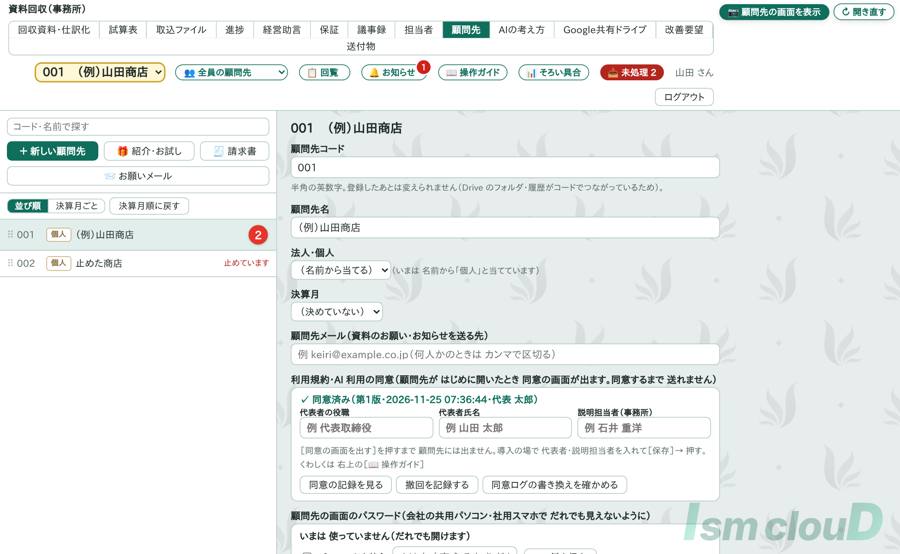 資料回収(事務所)
📷 顧問先の画面を表示
↻ 開き直す
回収資料・仕訳化 試算表 取込ファイル 進捗 経営助言 保証 議事録 担当者 顧問先 AIの考え方 Google共有ドライブ 改善要望
送付物
001 (例)山田商店
👥 全員の顧問先
📋 回覧
🔔 お知らせ 1
📖 操作ガイド
📊 そろい具合
📥 未処理 2
山田 さん
ログアウト
コード・名前で探す
+ 新しい顧問先
🎁 紹介・お試し
🧾 請求書
📨 お願いメール
並び順 決算月ごと 決算月順に戻す
001 個人 (例)山田商店 2
002 個人 止めた商店 止めています
001 (例)山田商店
顧問先コード
001
半角の英数字。登録したあとは変えられません(Drive のフォルダ・履歴がコードでつながっているため)。
顧問先名
(例)山田商店
法人・個人
(名前から当てる) (いまは 名前から「個人」と当てています)
決算月
(決めていない)
顧問先メール(資料のお願い・お知らせを送る先)
例 keiri@example.co.jp(何人かのときは カンマで区切る)
利用規約・AI 利用の同意(顧問先が はじめに開いたとき 同意の画面が出ます。同意するまで 送れません)
✓ 同意済み(第1版・2026-11-25 07:36:44・代表 太郎)
代表者の役職 代表者氏名 説明担当者(事務所)
例 代表取締役 例 山田 太郎 例 石井 重洋
[同意の画面を出す]を押すまで 顧問先には出ません。導入の場で 代表者・説明担当者を入れて[保存]→ 押す。
くわしくは 右上の[📖 操作ガイド]
同意の記録を見る 撤回を記録する 同意ログの書き換えを確かめる
顧問先の画面のパスワード(会社の共用パソコン・社用スマホで だれでも見えないように)
いまは 使っていません(だれでも開けます)
Ism clouD